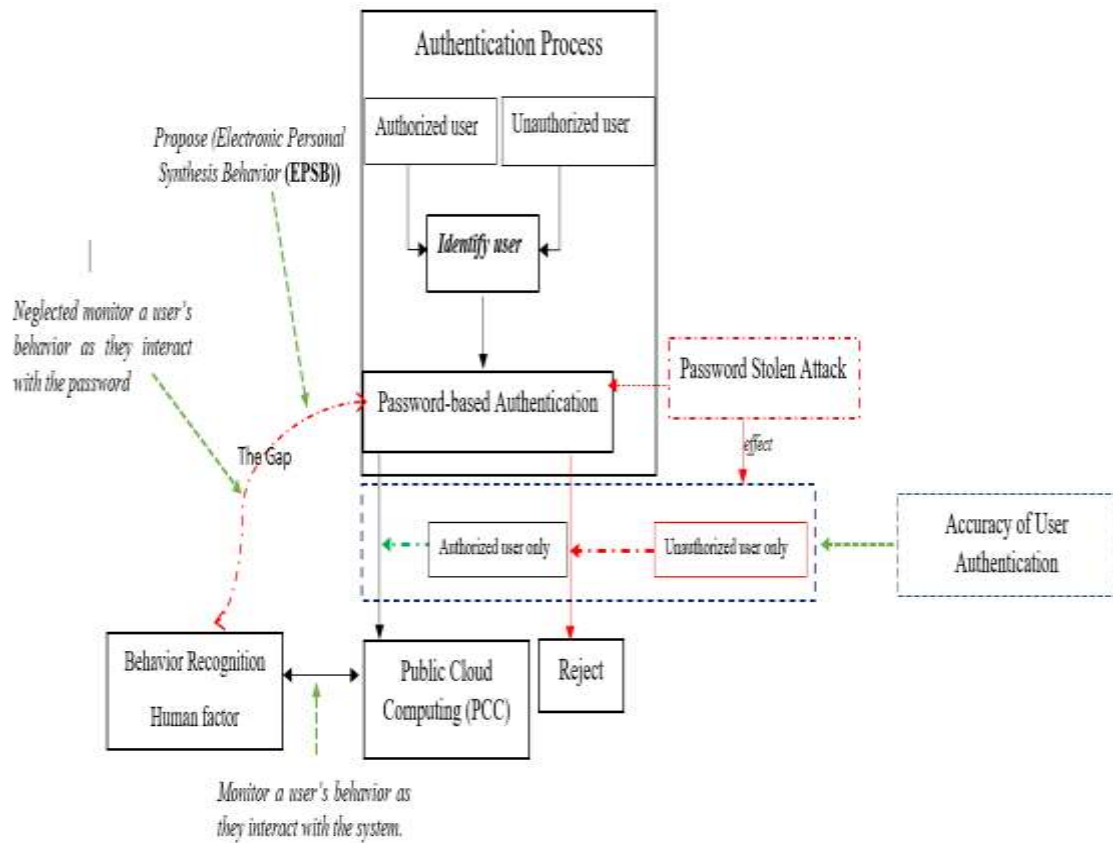 Authentication Process
Authorized user
Unauthorized user
Propose (Electronic Personal
Synthesis Behavior (EPSB))
Identify user
Neglected monitor a user's
behavior as they interact
with the password
Password Stolen Attack
Password-based Authentication
The Gap
effect
Authorized user only
Unauthorized user only
Accuracy of User
Authentication
Behavior Recognition
Human factor
Public Cloud
Computing (PCC)
Reject
Monitor a user's behavior as
they interact with the system.